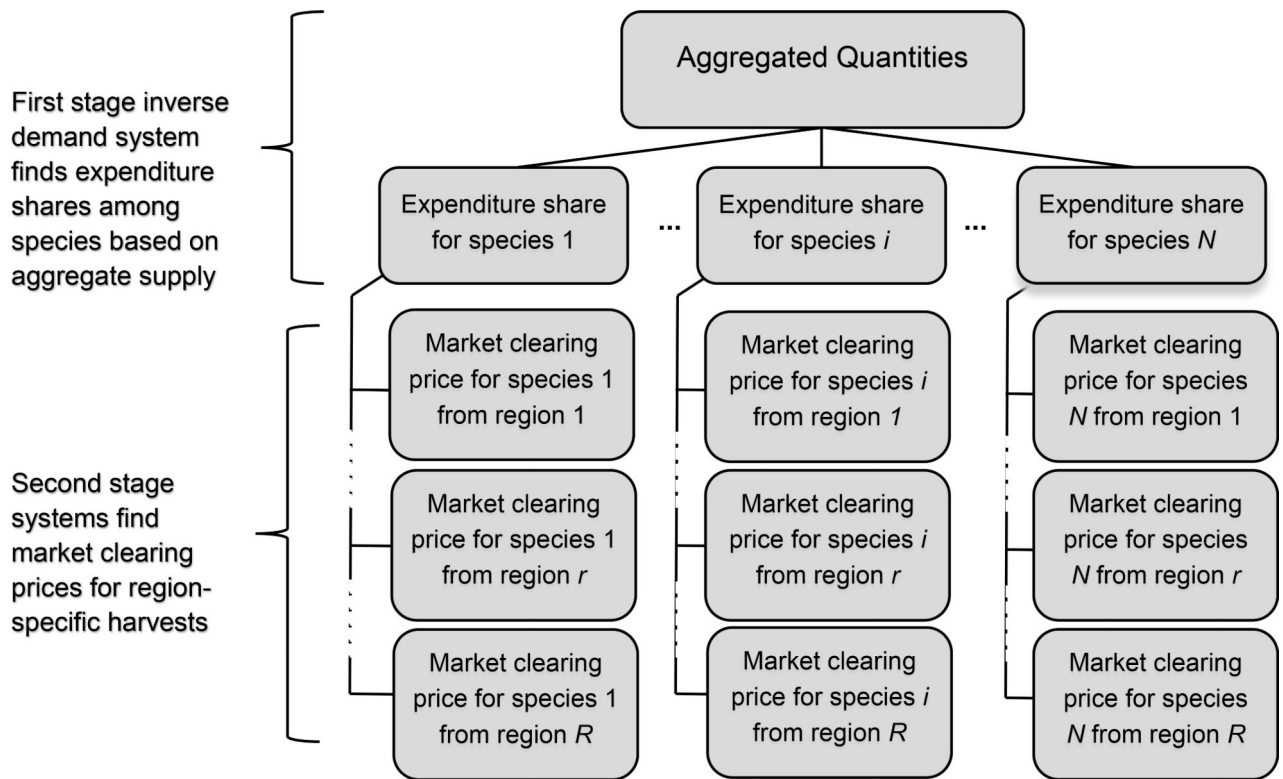 Aggregated Quantities
First stage inverse
demand system
finds expenditure
shares among
species based on
aggregate supply
Expenditure share
for species 1
...
Expenditure share
for species i
...
Expenditure share
for species N
Second stage
systems find
market clearing
prices for region-
specific harvests
Market clearing
price for species 1
from region 1
Market clearing
price for species i
from region 1
Market clearing
price for species
N from region 1
Market clearing
price for species 1
from region r
Market clearing
price for species i
from region r
Market clearing
price for species
N from region r
Market clearing
price for species 1
from region R
Market clearing
price for species i
from region R
Market clearing
price for species
N from region R